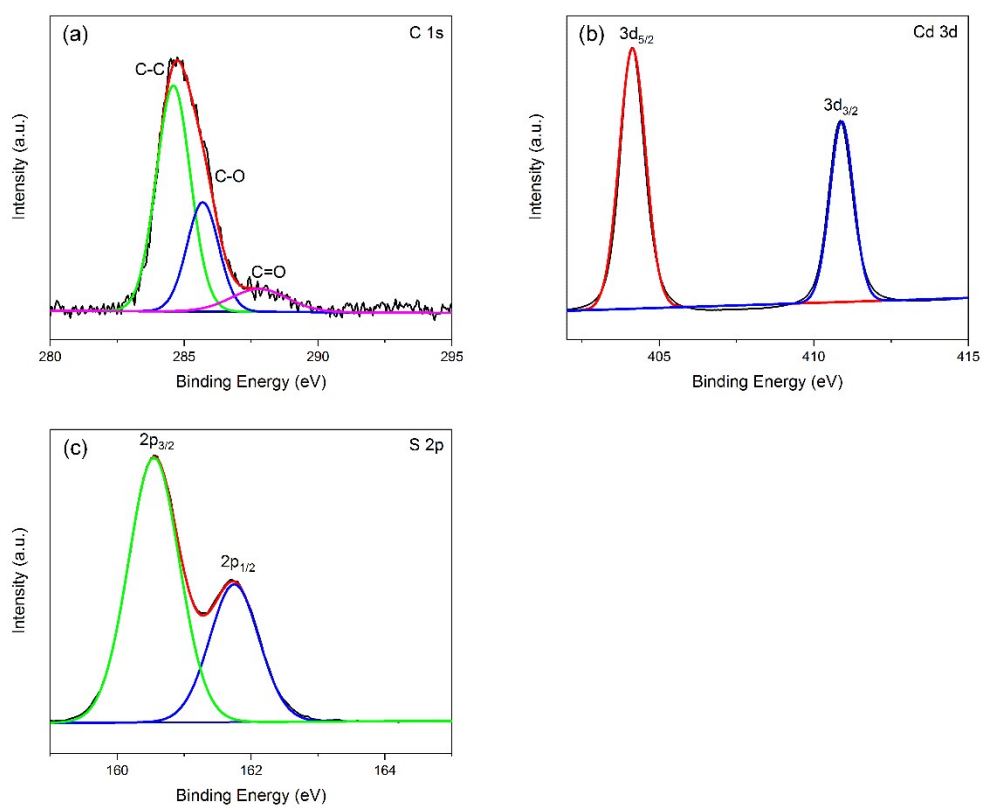 (a)
C 1s
C-C
C-O
C=O
Intensity (a.u.)
280 285 290 295
Binding Energy (eV)
(b)
3d5/2
Cd 3d
3d3/2
Intensity (a.u.)
405 410 415
Binding Energy (eV)
(c)
2p3/2
S 2p
2p1/2
Intensity (a.u.)
160 162 164
Binding Energy (eV)